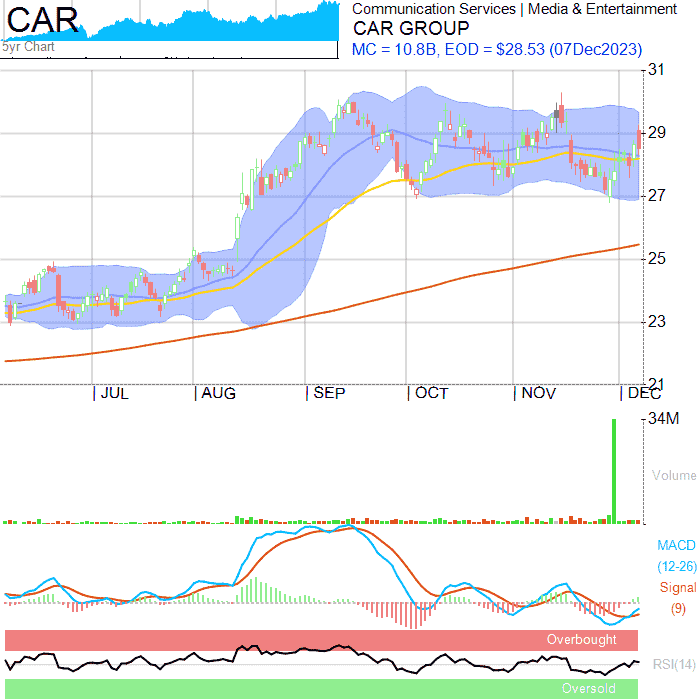 CAR
5yr Chart
Communication Services | Media & Entertainment
CAR GROUP
MC = 10.8B, EOD = $28.53 (07Dec2023)
31
29
27
25
23
21
JUL
AUG
SEP
OCT
NOV
DEC
34M
Volume
MACD
(12-26)
Signal
(9)
Overbought
RSI(14)
Oversold